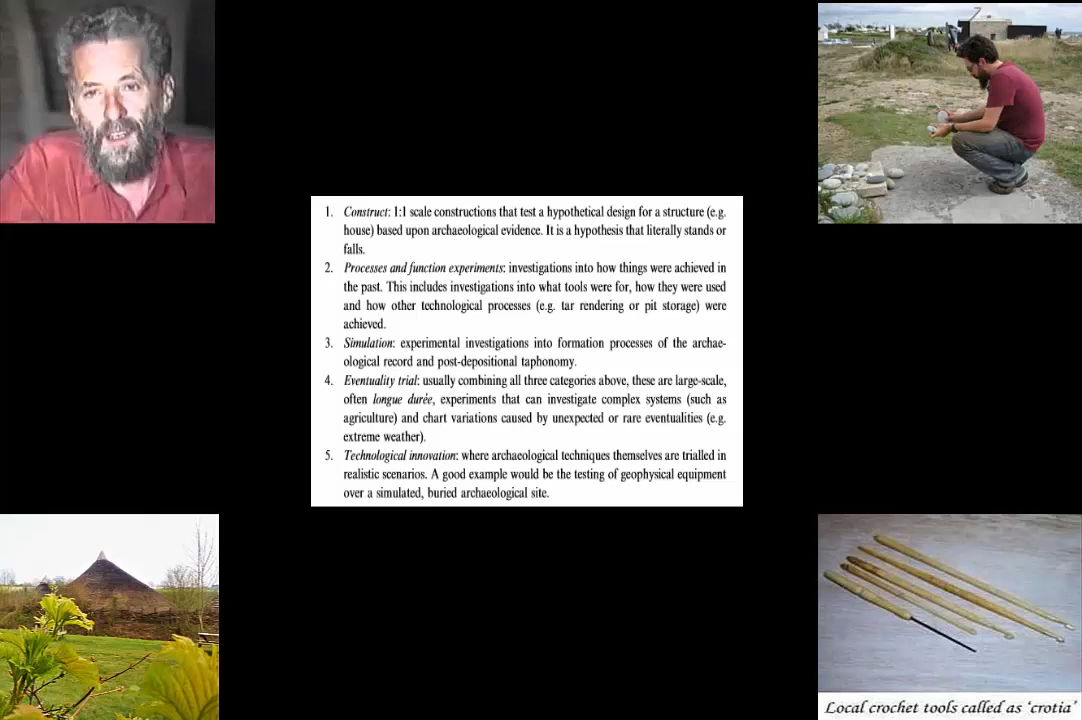 1. Construct: 1:1 scale constructions that test a hypothetical design for a structure (e.g.
house) based upon archaeological evidence. It is a hypothesis that literally stands or
falls.
2. Processes and function experiments: investigations into how things were achieved in
the past. This includes investigations into what tools were for, how they were used
and how other technological processes (e.g. tar rendering or pit storage) were
achieved.
3. Simulation: experimental investigations into formation processes of the archae-
ological record and post-depositional taphonomy.
4. Eventuality trial: usually combining all three categories above, these are large-scale,
often longue durée, experiments that can investigate complex systems (such as
agriculture) and chart variations caused by unexpected or rare eventualities (e.g.
extreme weather).
5. Technological innovation: where archaeological techniques themselves are trialled in
realistic scenarios. A good example would be the testing of geophysical equipment
over a simulated, buried archaeological site.
Local crochet tools called as ‘crotia’